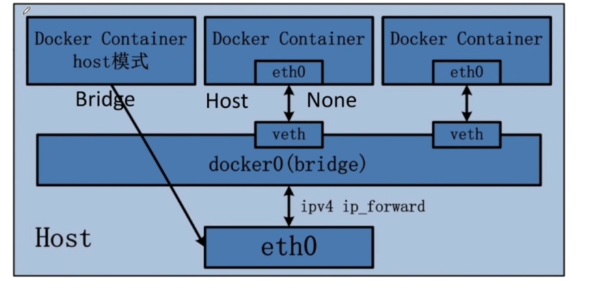 Docker Container
host模式
Docker Container
eth0
Docker Container
eth0
Bridge
Host
None
veth
veth
docker0(bridge)
ipv4 ip_forward
Host
eth0